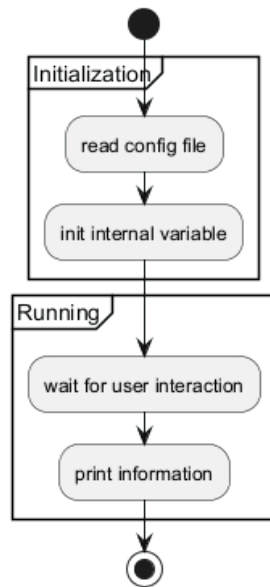 Initialization
read config file
init internal variable
Running
wait for user interaction
print information